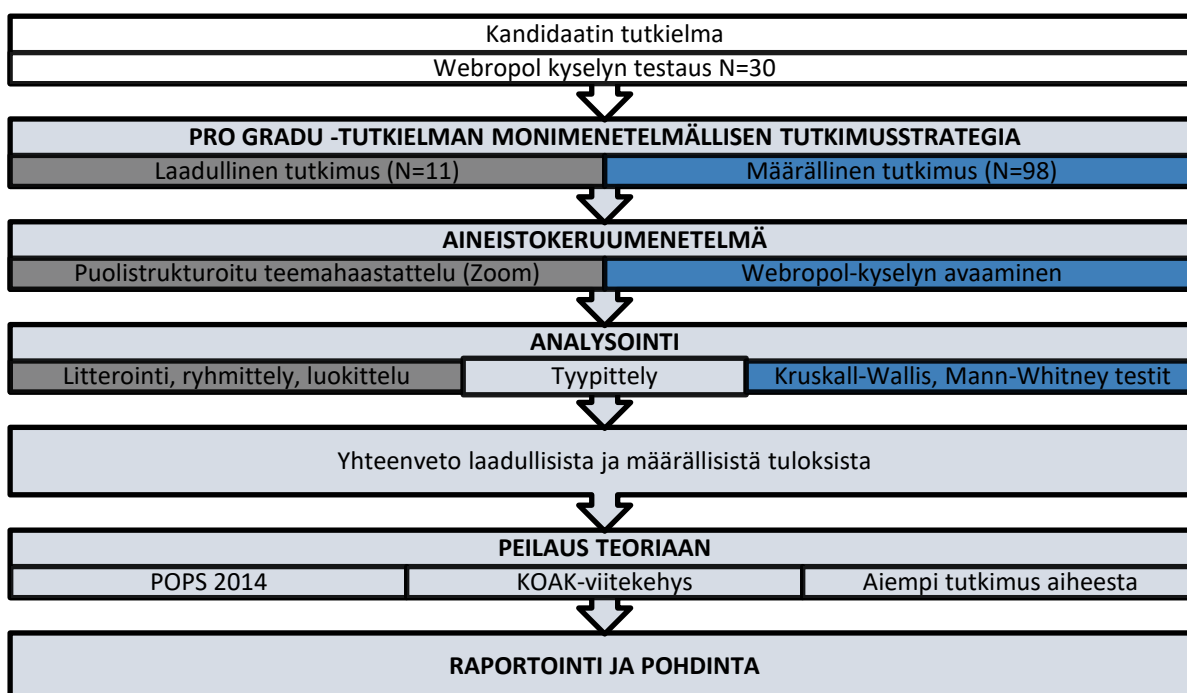 Kandidaatin tutkielma
Webropol kyselyn testaus N=30
PRO GRADU -TUTKIELMAN MONIMENETELMÄLLISEN TUTKIMUSSTRATEGIA
Laadullinen tutkimus (N=11)
Määrällinen tutkimus (N=98)
AINEISTOKERUUMENETELMÄ
Puolistrukturoitu teemahaastattelu (Zoom)
Webropol-kyselyn avaaminen
ANALYSOINTI
Litterointi, ryhmittely, luokittelu
Tyypittely
Kruskall-Wallis, Mann-Whitney testit
Yhteenveto laadullisista ja määrällisistä tuloksista
PEILAUS TEORIAAN
POPS 2014
KOAK-viitekehys
Aiempi tutkimus aiheesta
RAPORTOINTI JA POHDINTA